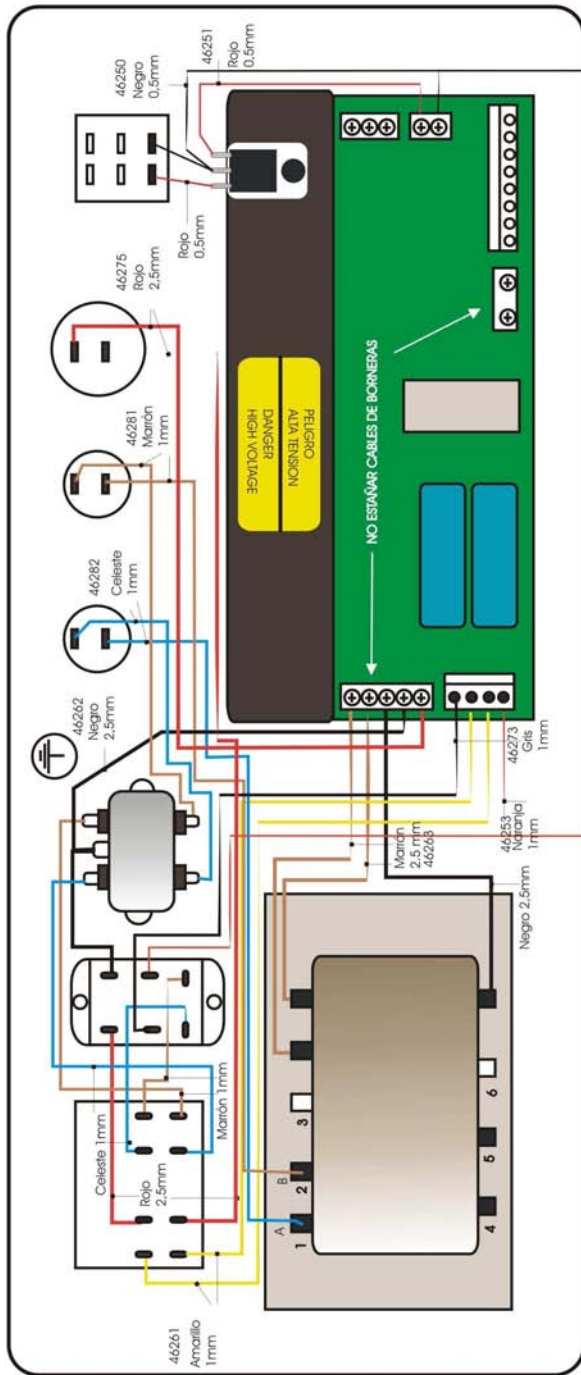 46251
Rojo
0,5mm
46250
Negro
0,5mm
Rojo
0,5mm
46275
Rojo
2,5mm
46281
Marrón
1mm
46282
Celeste
1mm
46262
Negro
2,5mm
PELIGRO
ALTA TENSION
DANGER
HIGH VOLTAGE
NO ESTAÑAR CABLES DE BORNERAS
46273
Gris
1mm
46253
Naranja
1mm
Marrón
2.5 mm
46263
Negro 2,5mm
Marrón 1mm
Celeste 1mm
Rojo
2,5mm
46261
Amarillo
1mm
A
B
1
2
3
4
5
6